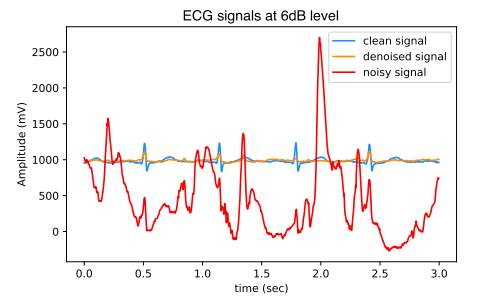 ECG signals at 6dB level
clean signal
denoised signal
noisy signal
Amplitude (mV)
2500
2000
1500
1000
500
0
0.0 0.5 1.0 1.5 2.0 2.5 3.0
time (sec)